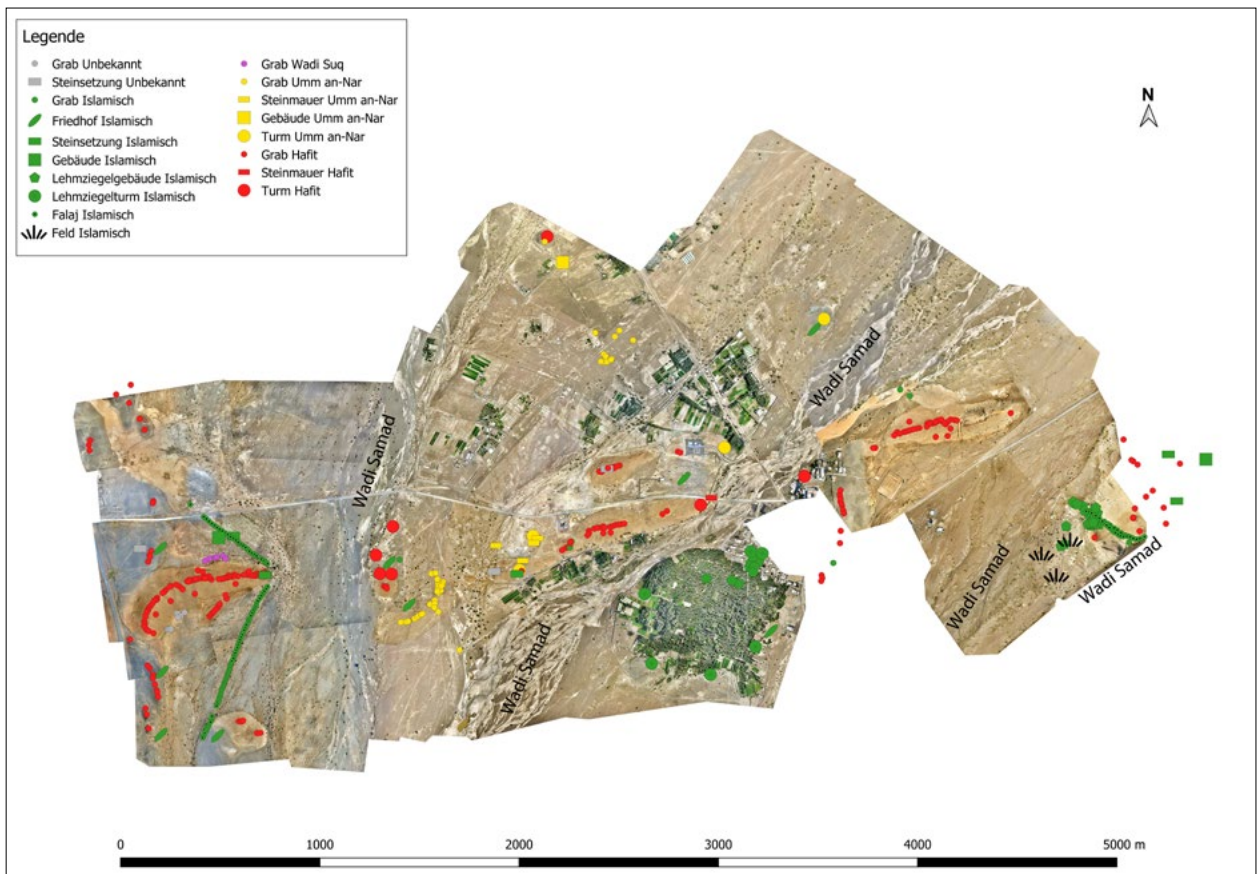 Legende
Grab Unbekannt
Steinsetzung Unbekannt
Grab Islamisch
Friedhof Islamisch
Steinsetzung Islamisch
Gebäude Islamisch
Lehmziegelgebäude Islamisch
Lehmziegelturm Islamisch
Falaj Islamisch
Feld Islamisch
Grab Wadi Suq
Grab Umm an-Nar
Steinmauer Umm an-Nar
Gebäude Umm an-Nar
Turm Umm an-Nar
Grab Hafit
Steinmauer Hafit
Turm Hafit
N
Wadi Samad
Wadi Samad
Wadi Samad
Wadi Samad
Wadi Samad
0 1000 2000 3000 4000 5000 m